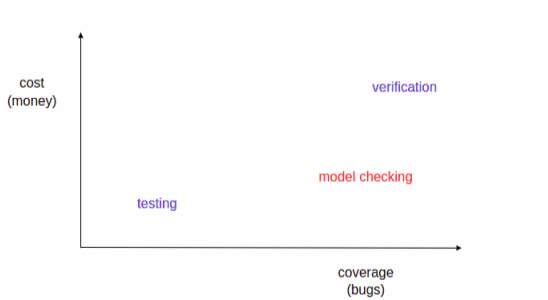 cost
(money)
verification
model checking
testing
coverage
(bugs)